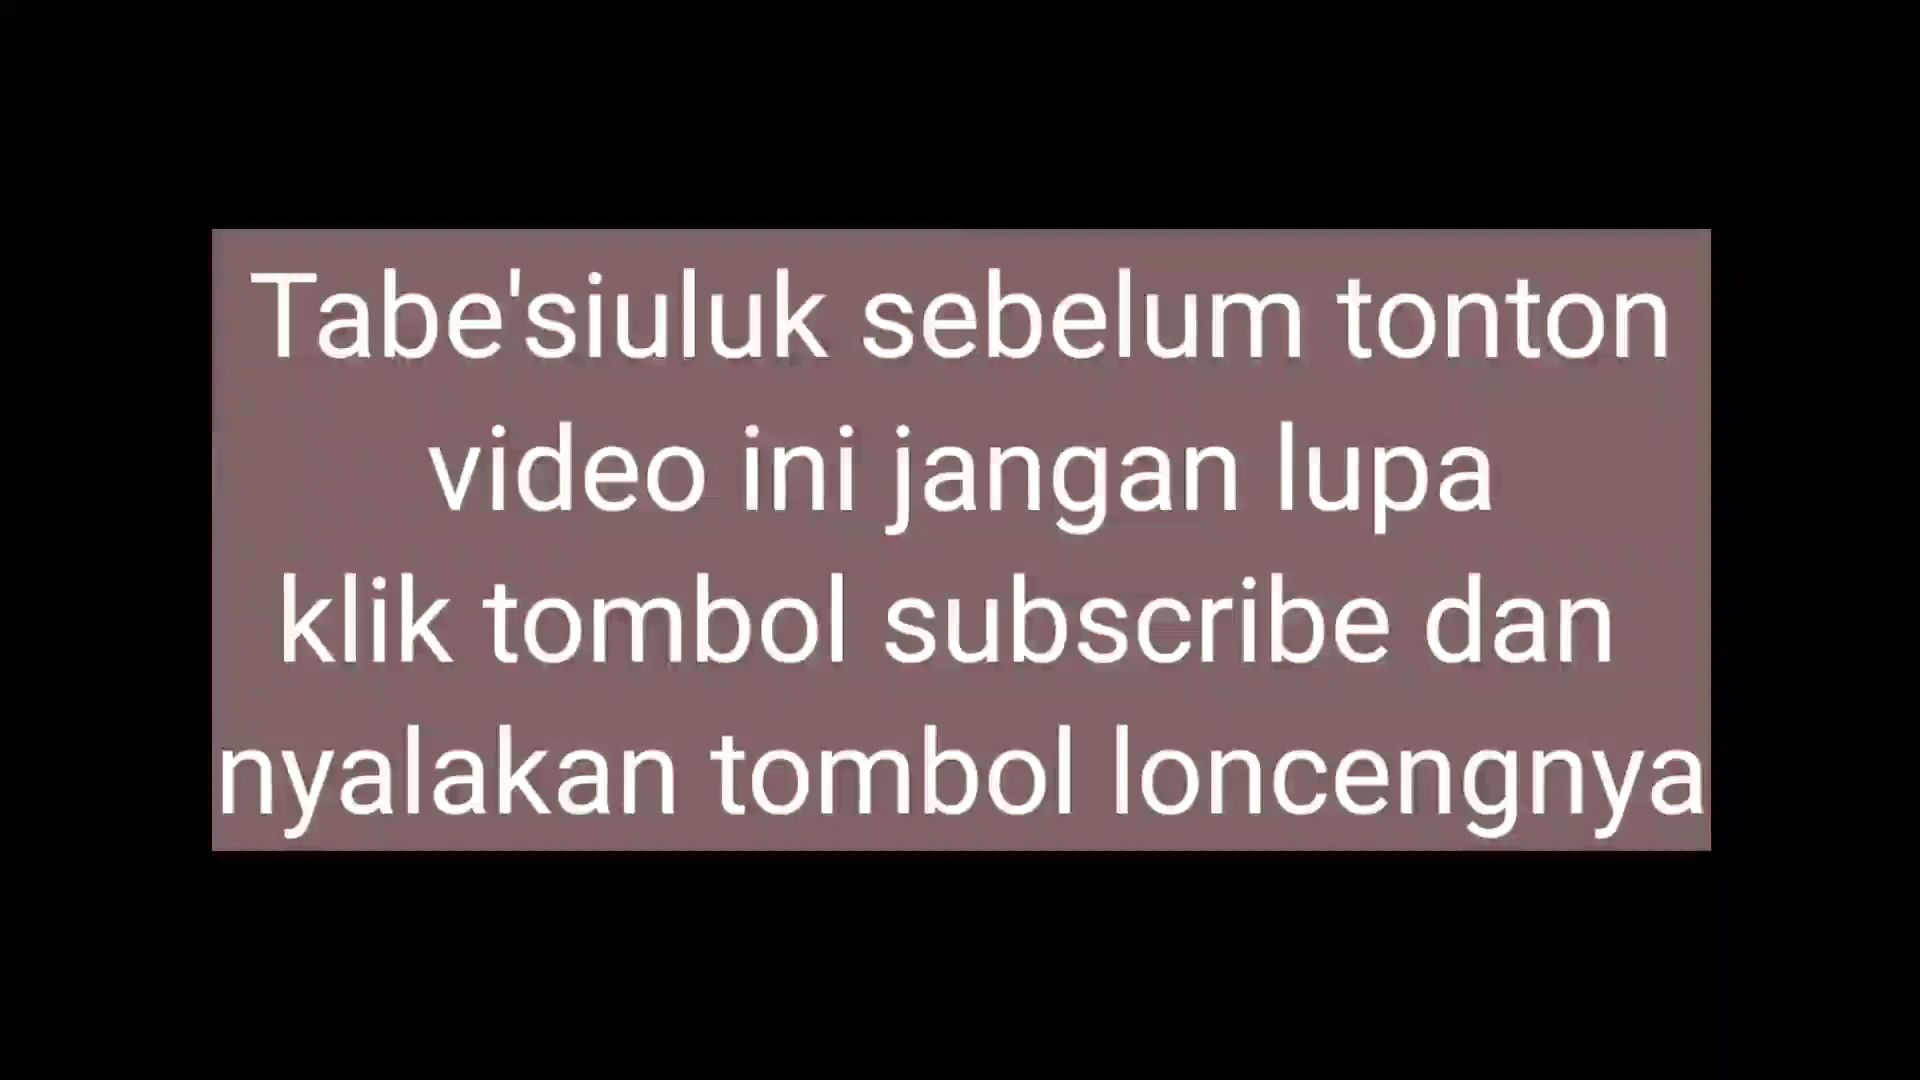 Tabe'siuluk sebelum tonton
video ini jangan lupa
klik tombol subscribe dan
nyalakan tombol loncengnya